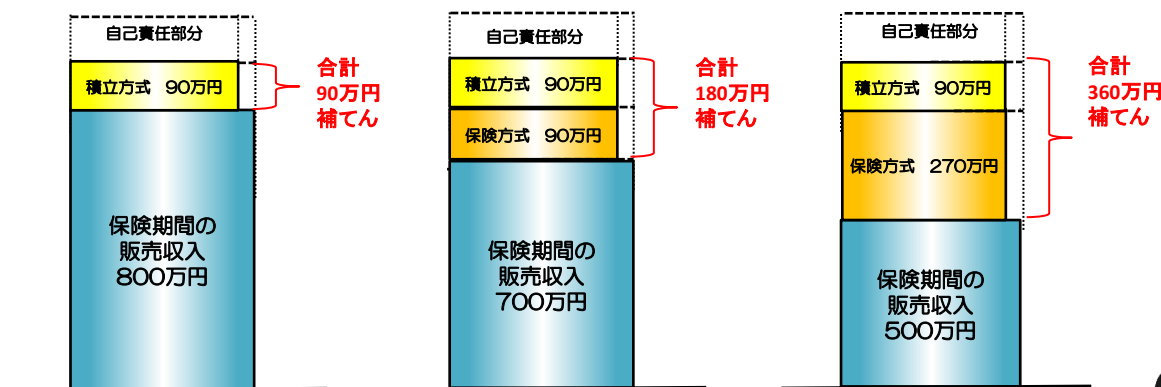 自己責任部分
積立方式 90万円
合計
90万円
補てん
保険期間の
販売収入
800万円
自己責任部分
積立方式 90万円
保険方式 90万円
合計
180万円
補てん
保険期間の
販売収入
700万円
自己責任部分
積立方式 90万円
保険方式 270万円
合計
360万円
補てん
保険期間の
販売収入
500万円